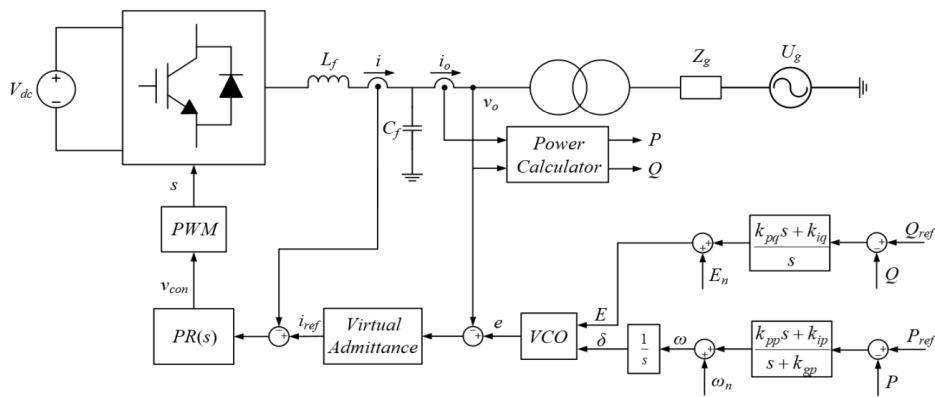 V_dc
+
−
L_f
i
i_o
C_f
v_o
Z_g
U_g
Power
Calculator
P
Q
s
PWM
v_con
PR(s)
+
−
i_ref
Virtual
Admittance
+
−
e
VCO
E
δ
1
s
ω
+
+
ω_n
+
+
E_n
k_pq s + k_iq
s
+
−
Q_ref
Q
k_pp s + k_ip
s + k_gp
+
−
P_ref
P